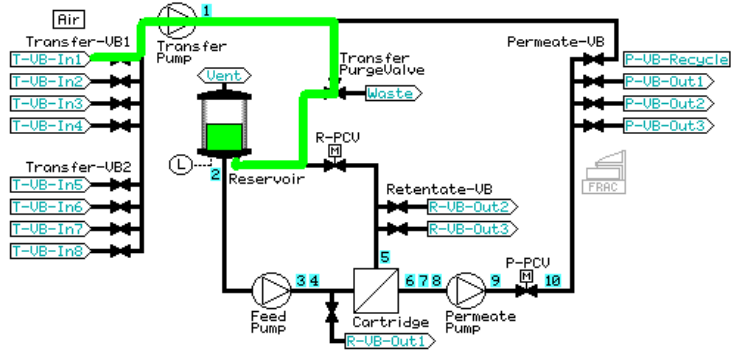 Air
1
Transfer-VB1
Transfer
Pump
Permeate-VB
T-VB-In1
T-VB-In2
T-VB-In3
T-VB-In4
Vent
Transfer
PurgeValve
Waste
P-VB-Recycle
P-VB-Out1
P-VB-Out2
P-VB-Out3
R-PCV
M
Transfer-VB2
L
2
Reservoir
T-VB-In5
T-VB-In6
T-VB-In7
T-VB-In8
Retentate-VB
R-VB-Out2
R-VB-Out3
FRAC
5
P-PCV
M
3 4
6 7 8
9
10
Feed
Pump
Cartridge
Permeate
Pump
R-VB-Out1